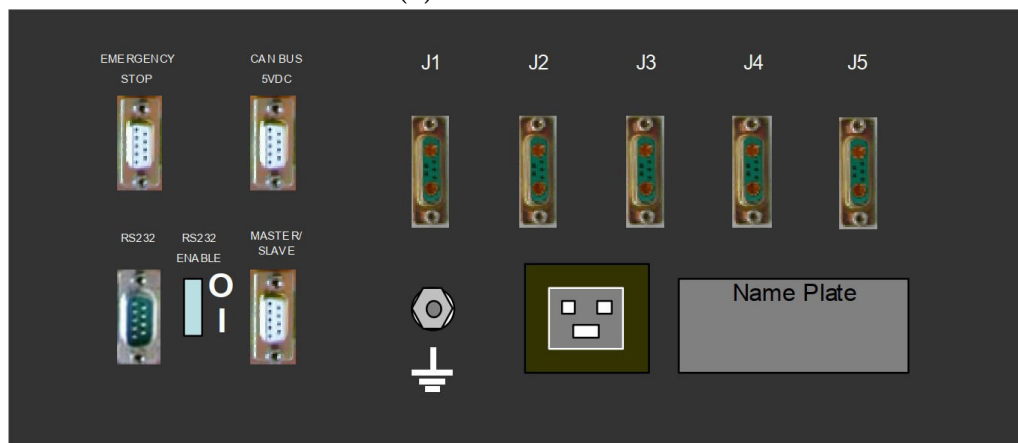 EMERGENCY
STOP
CAN BUS
5VDC
J1
J2
J3
J4
J5
RS232
RS232
ENABLE
MASTER/
SLAVE
O
I
Name Plate